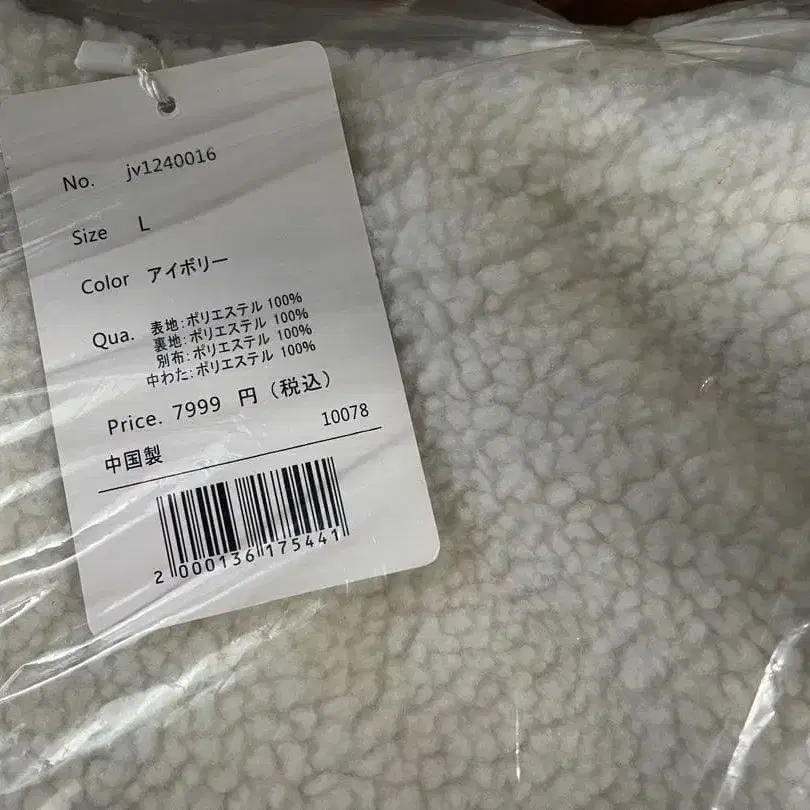 No. jv1240016
Size L
Color アイボリー
Qua. 表地:ポリエステル 100%
裏地:ポリエステル 100%
別布:ポリエステル 100%
中わた:ポリエステル 100%
Price. 7999 円(税込)
10078
中国製
2 000136 175441